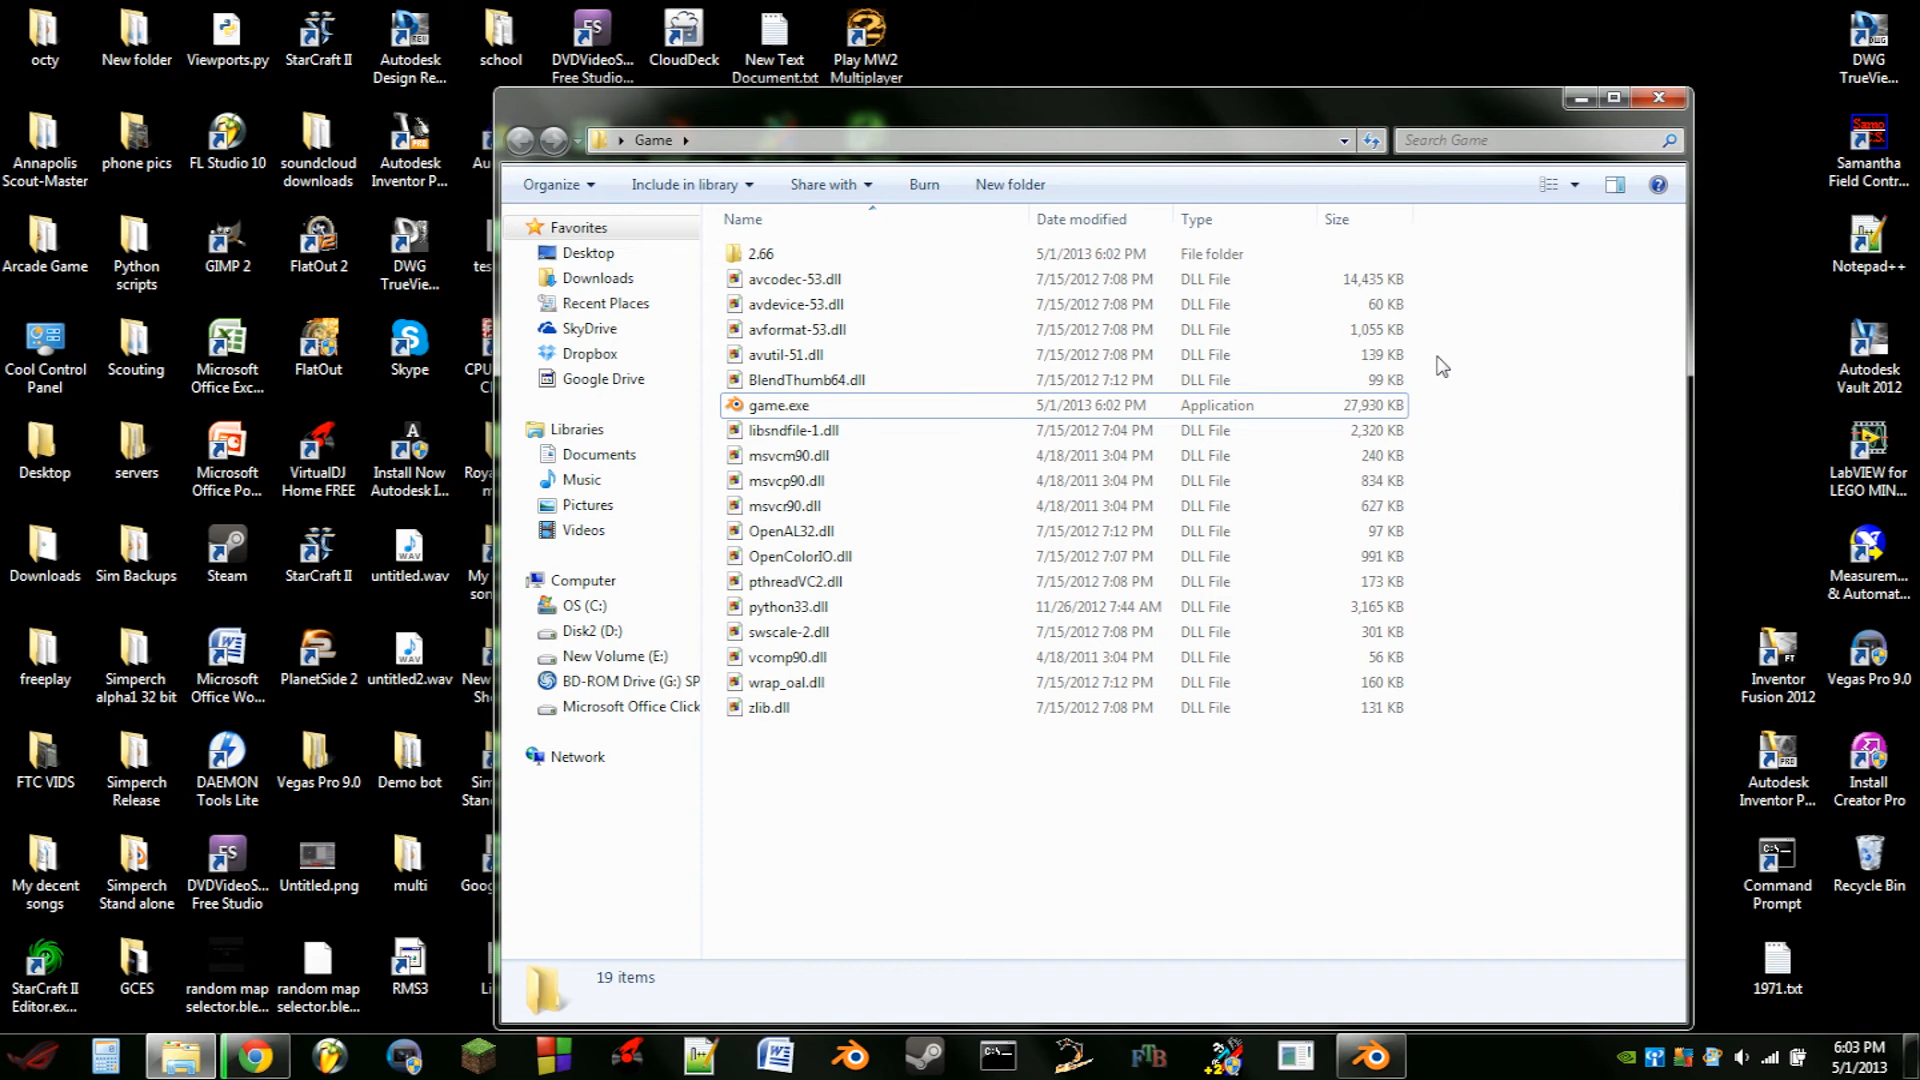 octy
New folder
Viewports.py
StarCraft II
Autodesk
Design Re...
school
DVDVideoS...
Free Studio...
CloudDeck
New Text
Document.txt
Play MW2
Multiplayer
DWG
TrueVie...
Annapolis
Scout-Master
phone pics
FL Studio 10
soundcloud
downloads
Autodesk
Inventor P...
Samantha
Field Contr...
Arcade Game
Python
scripts
GIMP 2
FlatOut 2
DWG
TrueVie...
Notepad++
Cool Control
Panel
Scouting
Microsoft
Office Exc...
FlatOut
Skype
Autodesk
Vault 2012
Desktop
servers
Microsoft
Office Po...
VirtualDJ
Home FREE
Install Now
Autodesk I...
LabVIEW for
LEGO MIN...
Downloads
Sim Backups
Steam
StarCraft II
untitled.wav
Measurem...
& Automat...
freeplay
Simperch
alpha1 32 bit
Microsoft
Office Wo...
PlanetSide 2
untitled2.wav
Inventor
Fusion 2012
Vegas Pro 9.0
FTC VIDS
Simperch
Release
DAEMON
Tools Lite
Vegas Pro 9.0
Demo bot
Autodesk
Inventor P...
Install
Creator Pro
My decent
songs
Simperch
Stand alone
DVDVideoS...
Free Studio
Untitled.png
multi
Command
Prompt
Recycle Bin
StarCraft II
Editor.ex...
GCES
random map
selector.ble...
random map
selector.ble...
RMS3
1971.txt
Game
Search Game
Organize
Include in library
Share with
Burn
New folder
Favorites
Desktop
Downloads
Recent Places
SkyDrive
Dropbox
Google Drive
Libraries
Documents
Music
Pictures
Videos
Computer
OS (C:)
Disk2 (D:)
New Volume (E:)
BD-ROM Drive (G:) SP
Microsoft Office Click
Network
Name Date modified Type Size
2.66 5/1/2013 6:02 PM File folder
avcodec-53.dll 7/15/2012 7:08 PM DLL File 14,435 KB
avdevice-53.dll 7/15/2012 7:08 PM DLL File 60 KB
avformat-53.dll 7/15/2012 7:08 PM DLL File 1,055 KB
avutil-51.dll 7/15/2012 7:08 PM DLL File 139 KB
BlendThumb64.dll 7/15/2012 7:12 PM DLL File 99 KB
game.exe 5/1/2013 6:02 PM Application 27,930 KB
libsndfile-1.dll 7/15/2012 7:04 PM DLL File 2,320 KB
msvcm90.dll 4/18/2011 3:04 PM DLL File 240 KB
msvcp90.dll 4/18/2011 3:04 PM DLL File 834 KB
msvcr90.dll 4/18/2011 3:04 PM DLL File 627 KB
OpenAL32.dll 7/15/2012 7:12 PM DLL File 97 KB
OpenColorIO.dll 7/15/2012 7:07 PM DLL File 991 KB
pthreadVC2.dll 7/15/2012 7:08 PM DLL File 173 KB
python33.dll 11/26/2012 7:44 AM DLL File 3,165 KB
swscale-2.dll 7/15/2012 7:08 PM DLL File 301 KB
vcomp90.dll 4/18/2011 3:04 PM DLL File 56 KB
wrap_oal.dll 7/15/2012 7:12 PM DLL File 160 KB
zlib.dll 7/15/2012 7:08 PM DLL File 131 KB
19 items
6:03 PM
5/1/2013